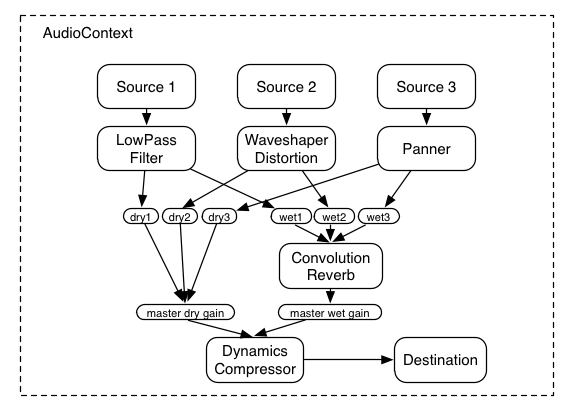 AudioContext
Source 1
Source 2
Source 3
LowPass
Filter
Waveshaper
Distortion
Panner
dry1
dry2
dry3
wet1
wet2
wet3
Convolution
Reverb
master dry gain
master wet gain
Dynamics
Compressor
Destination